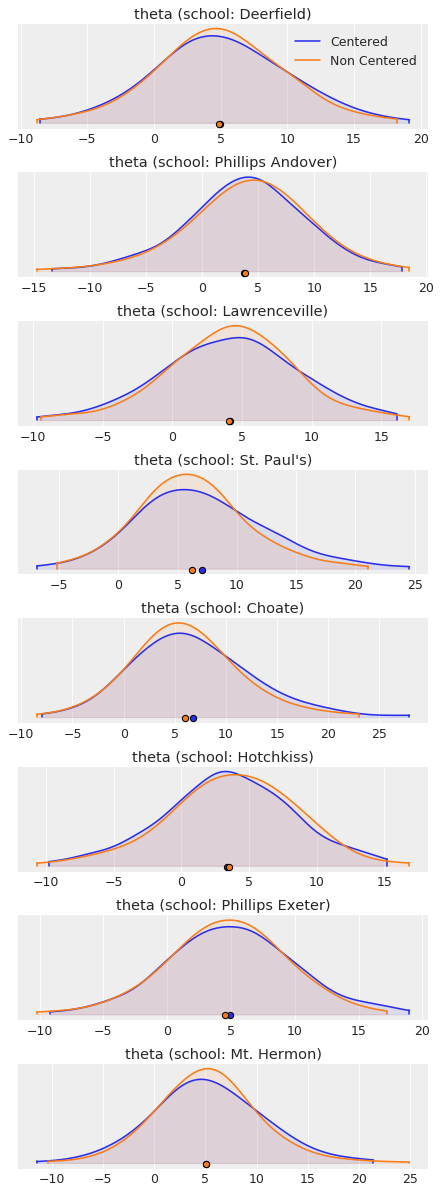 theta (school: Deerfield)
Centered
Non Centered
−10 −5 0 5 10 15 20
theta (school: Phillips Andover)
−15 −10 −5 0 5 10 15 20
theta (school: Lawrenceville)
−10 −5 0 5 10 15
theta (school: St. Paul's)
−5 0 5 10 15 20 25
theta (school: Choate)
−10 −5 0 5 10 15 20 25
theta (school: Hotchkiss)
−10 −5 0 5 10 15
theta (school: Phillips Exeter)
−10 −5 0 5 10 15 20
theta (school: Mt. Hermon)
−10 −5 0 5 10 15 20 25